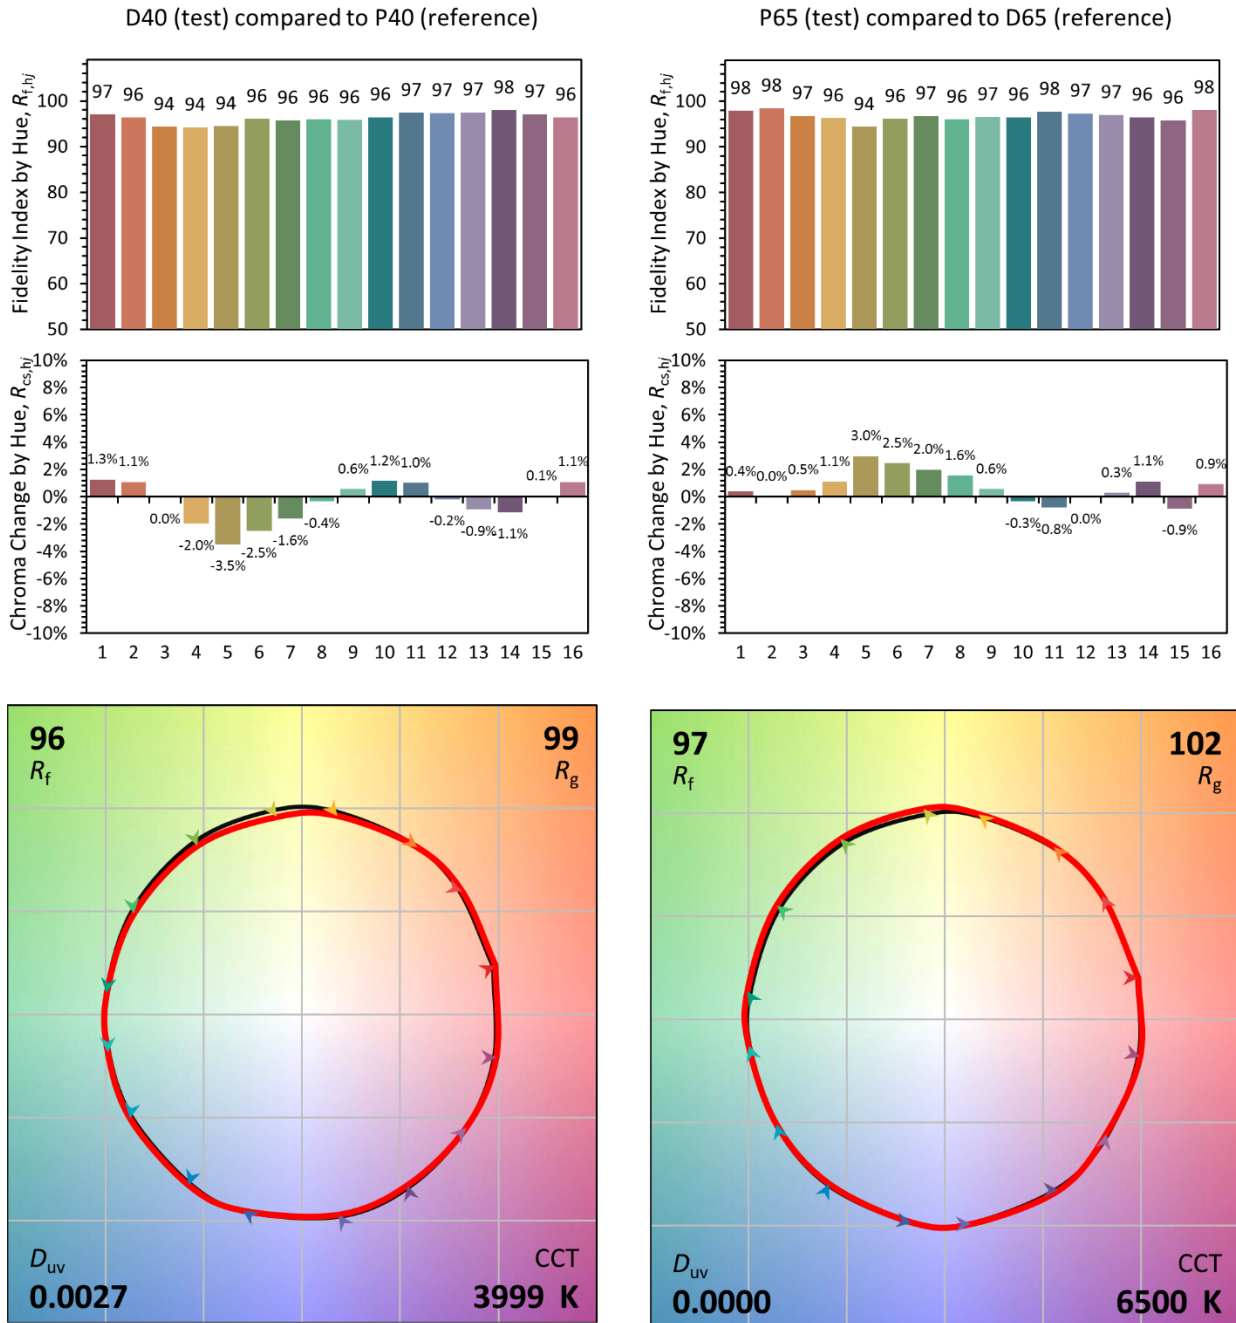 D40 (test) compared to P40 (reference)
Fidelity Index by Hue, Rf,hj
100
90
80
70
60
50
97 96 94 94 94 96 96 96 96 96 97 97 97 98 97 96
Chroma Change by Hue, Rcs,hj
10%
8%
6%
4%
2%
0%
-2%
-4%
-6%
-8%
-10%
1.3% 1.1% 0.0% -2.0% -3.5% -2.5% -1.6% -0.4% 0.6% 1.2% 1.0% -0.2% -0.9% -1.1% 0.1% 1.1%
1 2 3 4 5 6 7 8 9 10 11 12 13 14 15 16
96 99
Rf Rg
Duv CCT
0.0027 3999 K
P65 (test) compared to D65 (reference)
Fidelity Index by Hue, Rf,hj
100
90
80
70
60
50
98 98 97 96 94 96 97 96 97 96 98 97 97 96 96 98
Chroma Change by Hue, Rcs,hj
10%
8%
6%
4%
2%
0%
-2%
-4%
-6%
-8%
-10%
0.4% 0.0% 0.5% 1.1% 3.0% 2.5% 2.0% 1.6% 0.6% -0.3% -0.8% 0.0% 0.3% 1.1% -0.9% 0.9%
1 2 3 4 5 6 7 8 9 10 11 12 13 14 15 16
97 102
Rf Rg
Duv CCT
0.0000 6500 K